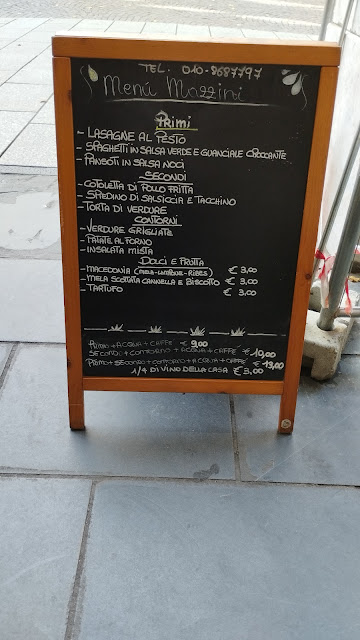 TEL. 010-8687797
Menú Mazzini
PRIMI
- LASAGNE AL PESTO
- SPAGHETTI IN SALSA VERDE E GUANCIALE CROCCANTE
- PANSOTI IN SALSA NOCI
SECONDI
- COTOLETTA DI POLLO FRITTA
- SPEDINO DI SALSICCIA E TACCHINO
- TORTA DI VERDURE
CONTORNI
- VERDURE GRIGLIATE
- PATATE AL FORNO
- INSALATA MISTA
DOLCI E FRUTTA
- MACEDONIA (MELA-LAMPONE-RIBES) € 3,00
- MELA SCOTTATA CANNELLA E BISCOTTO € 3,00
- TARTUFO € 3,00
PRIMO + ACQUA + CAFFÈ € 9,00
SECONDO + CONTORNO + ACQUA + CAFFÈ € 10,00
PRIMO + SECONDO + CONTORNO + ACQUA + CAFFÈ € 13,00
1/4 DI VINO DELLA CASA € 3,00